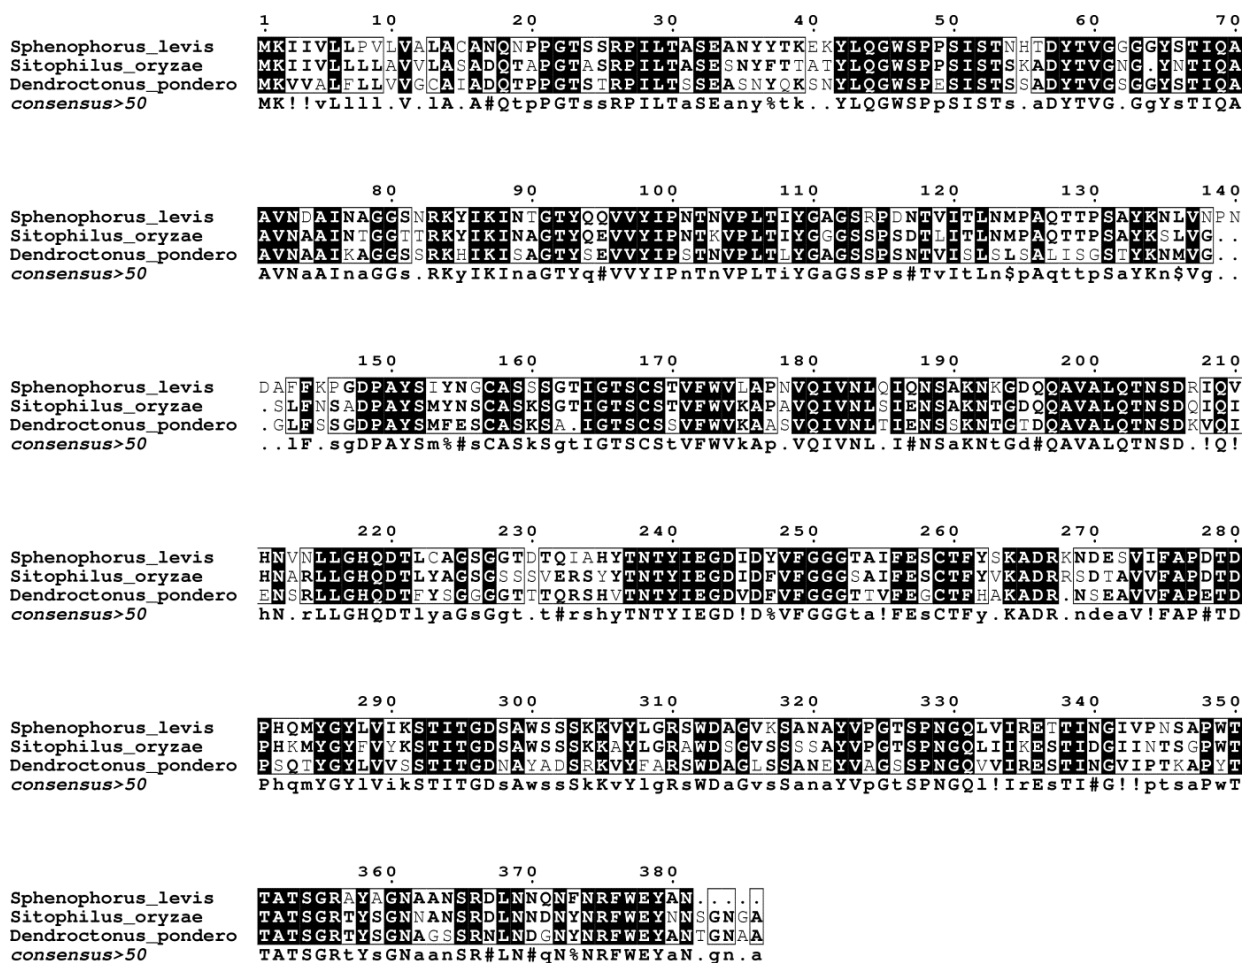 1 10 20 30 40 50 60 70
Sphenophorus_levis MKIIVLLPVLVALACANQNPPGTSSRPILTASEANYYTKEKYLQGWSPPSISTNHTDYTVGGGGYSTIQA
Sitophilus_oryzae MKIIVLLLLAVVLASADQTAPGTASRPILTASESNYFTTATYLQGWSPPSISTSKADYTVGNG.YNTIQA
Dendroctonus_pondero MKVVALFLLVVGCAIADQTPPGTSTRPILTSSEASNYQKSNYLQGWSPESISTSSADYTVGSGGYSTIQA
consensus>50 MK!!vLlll.v.lA.A#QtpPGTssRPILTaSEany%tk..YLQGWSPpSISTs.aDYTVG.GgYsTIQA
80 90 100 110 120 130 140
Sphenophorus_levis AVNDAINAGGSNRKYIKINTGTYQQVVYIPNTNVPLTIYGAGSRPDNTVITLNMPAQTTPSAYKNLVNPN
Sitophilus_oryzae AVNAAINTGGTTRKYIKINAGTYQEVVYIPNTKVPLTIYGGGSSPSDTLITLNMPAQTTPSAYKSLVG..
Dendroctonus_pondero AVNAAIKAGGSSRKHIKISAGTYSEVVYIPSTNVPLTLYGAGSSPSNTVISLSLSALISGSTYKNMVG..
consensus>50 AVNaAInaGGs.RKyIKInaGTYq#VVYIPnTnVPLTiYGaGSsPs#TvItLn$pAqttpSaYKn$Vg..
150 160 170 180 190 200 210
Sphenophorus_levis DAFFKPGDPAYSIYNGCASSSGTIGTSCSTVFWVLAPNVQIVNLQIQNSAKNKGDQQAVALQTNSDRIQV
Sitophilus_oryzae .SLFNSADPAYSMYNSCASKSGTIGTSCSTVFWVKAPAVQIVNLSIENSAKNTGDQQAVALQTNSDQIQI
Dendroctonus_pondero .GLFSSGDPAYSMFESCASKSA.IGTSCSSVFWVKAASVQIVNLTIENSSKNTGTDQAVALQTNSDKVQI
consensus>50 ..lF.sgDPAYSm%#sCASkSgtIGTSCStVFWVkAp.VQIVNL.I#NSaKNtGd#QAVALQTNSD.!Q!
220 230 240 250 260 270 280
Sphenophorus_levis HNVNLLGHQDTLCAGSGGTDTQIAHYTNTYIEGDIDYVFGGGTAIFESCTFYSKADRKNDESVIFAPDTD
Sitophilus_oryzae HNARLLGHQDTLYAGSGSSSVERSYYTNTYIEGDIDFVFGGGSAIFESCTFYVKADRRSDTAVVFAPDTD
Dendroctonus_pondero ENSRLLGHQDTFYSGGGGTTTQRSHVTNTYIEGDVDFVFGGGTTVFEGCTFHAKADR.NSEAVVFAPETD
consensus>50 hN.rLLGHQDTlyaGsGgt.t#rshyTNTYIEGD!D%VFGGGta!FEsCTFy.KADR.ndeaV!FAP#TD
290 300 310 320 330 340 350
Sphenophorus_levis PHQMYGYLVIKSTITGDSAWSSSKKVYLGRSWDAGVKSANAYVPGTSPNGQLVIRETTINGIVPNSAPWT
Sitophilus_oryzae PHKMYGYFVYKSTITGDSAWSSSKKAYLGRAWDSGVSSSSAYVPGTSPNGQLIIKESTIDGIINTSGPWT
Dendroctonus_pondero PSQTYGYLVVSSTITGDNAYADSRKVYFARSWDAGLSSANEYVAGSSPNGQVVIRESTINGVIPTKAPYT
consensus>50 PhqmYGYlVikSTITGDsAwssSkKvYlgRsWDaGvsSanaYVpGtSPNGQl!IrEsTI#G!!ptsaPwT
360 370 380
Sphenophorus_levis TATSGRAYAGNAANSRDLNNQNFNRFWEYAN.....
Sitophilus_oryzae TATSGRTYSGNNANSRDLNNDNYNRFWEYNNSGNGA
Dendroctonus_pondero TATSGRTYSGNAGSSRNLNDGNYNRFWEYANTGNAA
consensus>50 TATSGRtYsGNaanSR#LN#qN%NRFWEYaN.gn.a